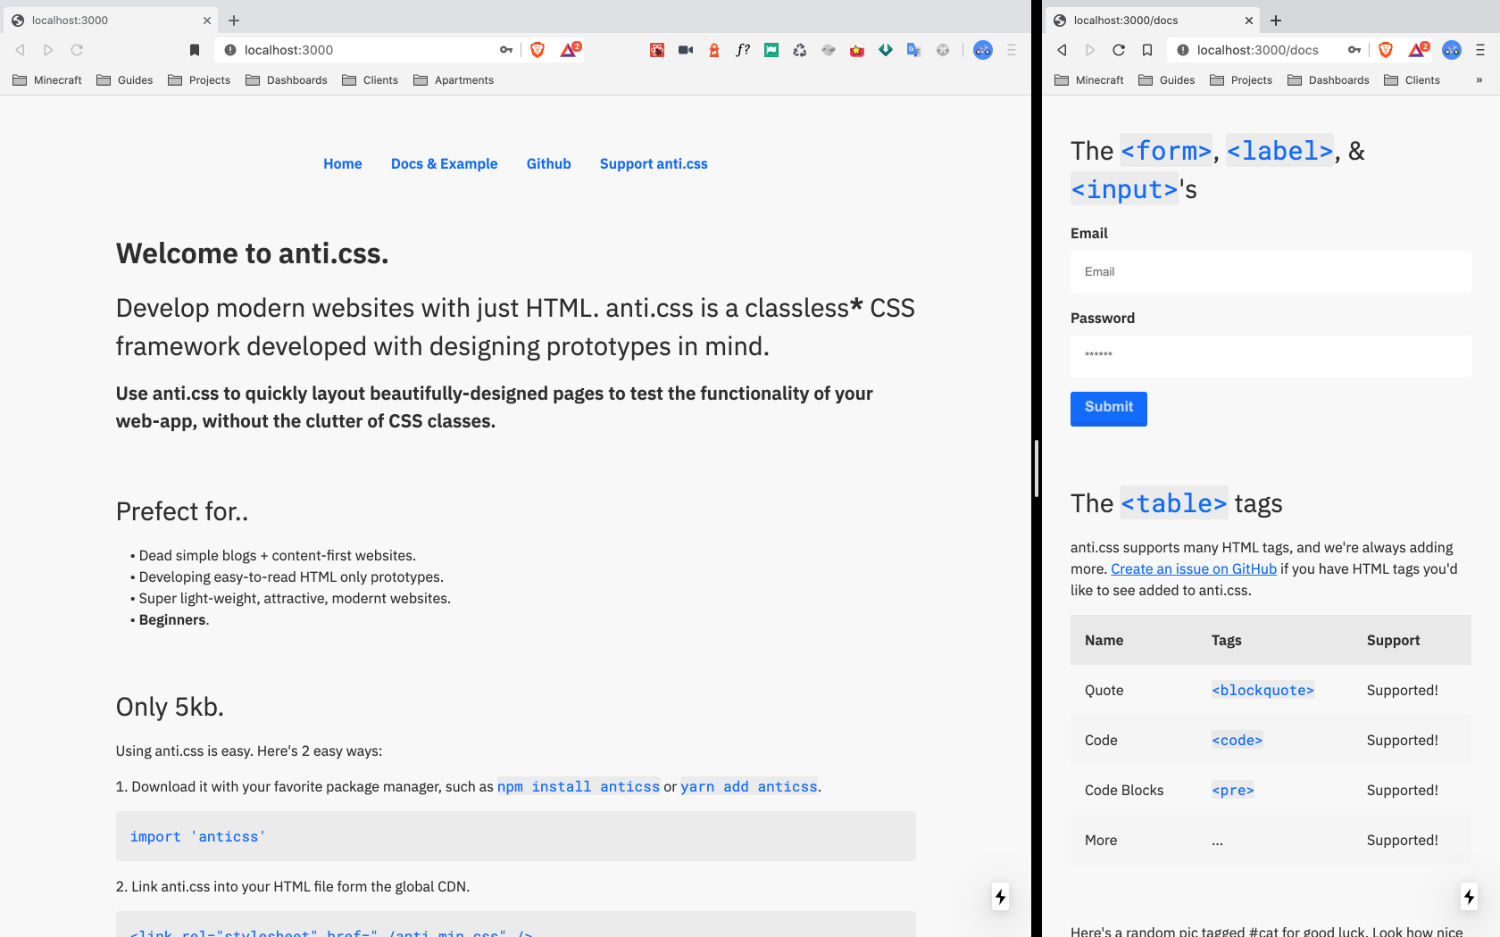 localhost:3000
localhost:3000
2
f?
Minecraft Guides Projects Dashboards Clients Apartments
Home Docs & Example Github Support anti.css
Welcome to anti.css.
Develop modern websites with just HTML. anti.css is a classless* CSS
framework developed with designing prototypes in mind.
Use anti.css to quickly layout beautifully-designed pages to test the functionality of your
web-app, without the clutter of CSS classes.
Prefect for..
• Dead simple blogs + content-first websites.
• Developing easy-to-read HTML only prototypes.
• Super light-weight, attractive, modernt websites.
• Beginners.
Only 5kb.
Using anti.css is easy. Here's 2 easy ways:
1. Download it with your favorite package manager, such as npm install anticss or yarn add anticss.
import 'anticss'
2. Link anti.css into your HTML file form the global CDN.
<link rel="stylesheet" href="./anti.min.css" />
localhost:3000/docs
localhost:3000/docs
2
Minecraft Guides Projects Dashboards Clients »
The <form>, <label>, &
<input>'s
Email
Email
Password
******
Submit
The <table> tags
anti.css supports many HTML tags, and we're always adding
more. Create an issue on GitHub if you have HTML tags you'd
like to see added to anti.css.
Name Tags Support
Quote <blockquote> Supported!
Code <code> Supported!
Code Blocks <pre> Supported!
More ... Supported!
Here's a random pic tagged #cat for good luck. Look how nice